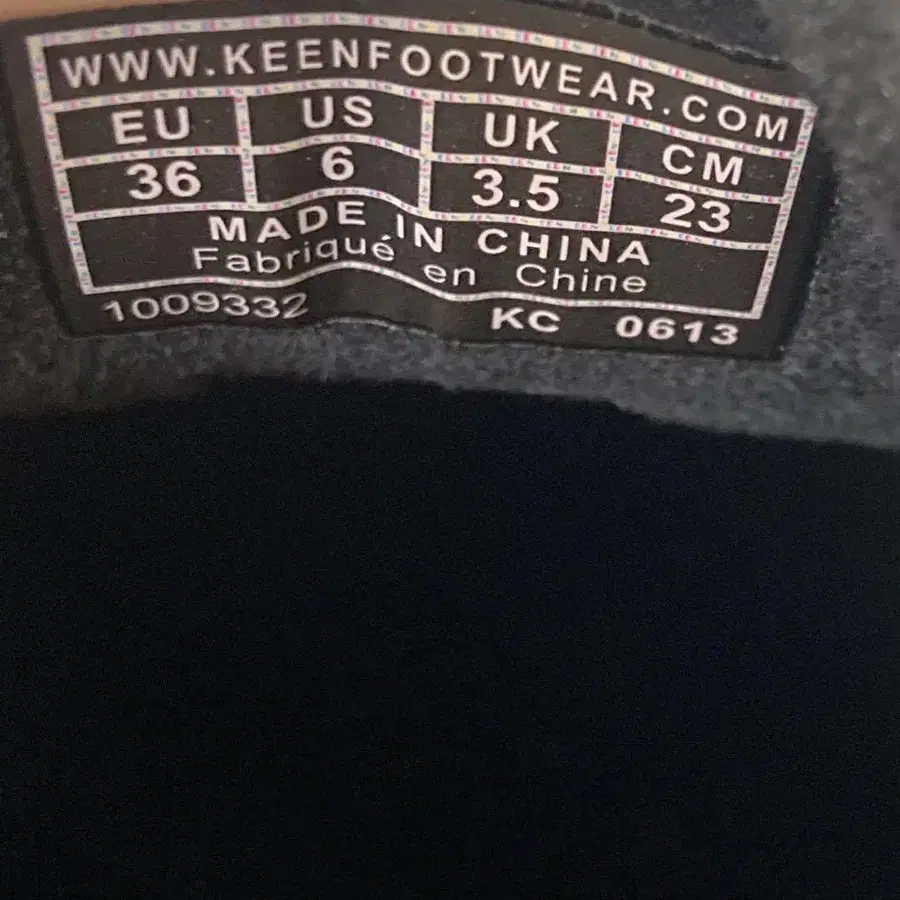 WWW.KEENFOOTWEAR.COM
EU US UK CM
36 6 3.5 23
MADE IN CHINA
Fabriqué en Chine
1009332 KC 0613